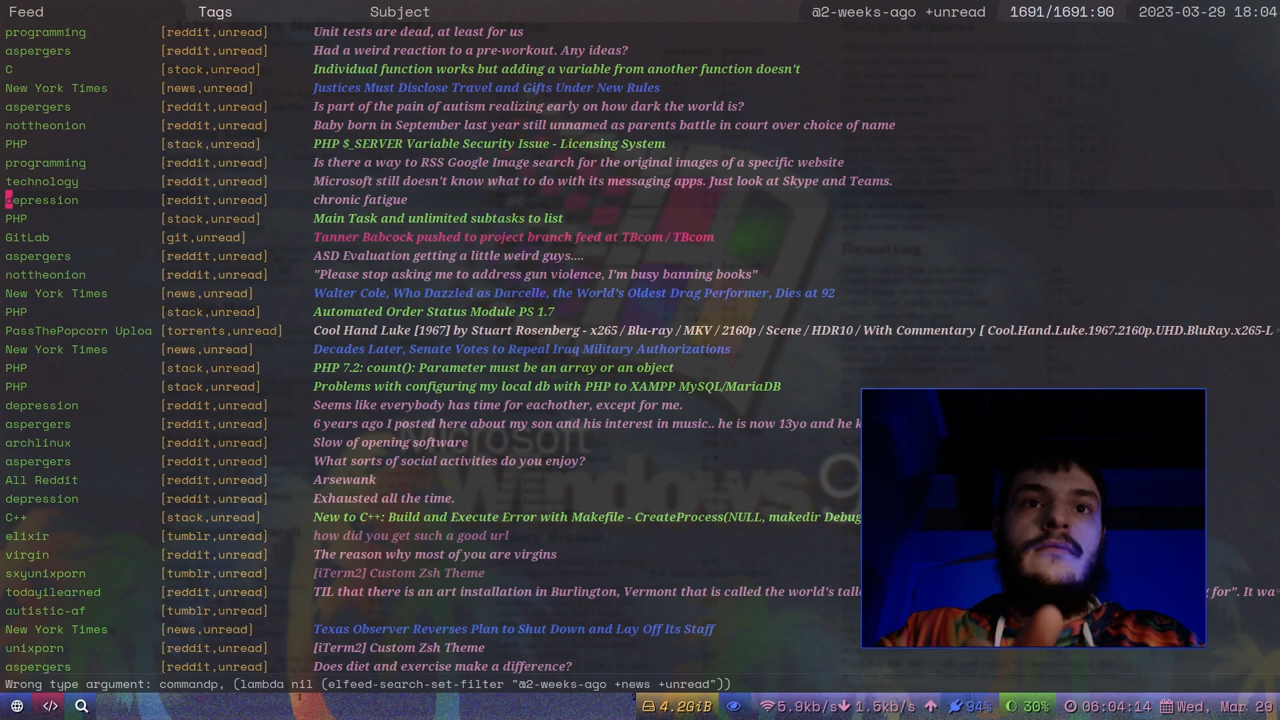 Feed Tags Subject @2-weeks-ago +unread 1691/1691:90 2023-03-29 18:04
programming [reddit,unread] Unit tests are dead, at least for us
aspergers [reddit,unread] Had a weird reaction to a pre-workout. Any ideas?
C [stack,unread] Individual function works but adding a variable from another function doesn't
New York Times [news,unread] Justices Must Disclose Travel and Gifts Under New Rules
aspergers [reddit,unread] Is part of the pain of autism realizing early on how dark the world is?
nottheonion [reddit,unread] Baby born in September last year still unnamed as parents battle in court over choice of name
PHP [stack,unread] PHP $_SERVER Variable Security Issue - Licensing System
programming [reddit,unread] Is there a way to RSS Google Image search for the original images of a specific website
technology [reddit,unread] Microsoft still doesn't know what to do with its messaging apps. Just look at Skype and Teams.
depression [reddit,unread] chronic fatigue
PHP [stack,unread] Main Task and unlimited subtasks to list
GitLab [git,unread] Tanner Babcock pushed to project branch feed at TBcom / TBcom
aspergers [reddit,unread] ASD Evaluation getting a little weird guys....
nottheonion [reddit,unread] "Please stop asking me to address gun violence, I'm busy banning books"
New York Times [news,unread] Walter Cole, Who Dazzled as Darcelle, the World's Oldest Drag Performer, Dies at 92
PHP [stack,unread] Automated Order Status Module PS 1.7
PassThePopcorn Uploa [torrents,unread] Cool Hand Luke [1967] by Stuart Rosenberg - x265 / Blu-ray / MKV / 2160p / Scene / HDR10 / With Commentary [ Cool.Hand.Luke.1967.2160p.UHD.BluRay.x265-L
New York Times [news,unread] Decades Later, Senate Votes to Repeal Iraq Military Authorizations
PHP [stack,unread] PHP 7.2: count(): Parameter must be an array or an object
PHP [stack,unread] Problems with configuring my local db with PHP to XAMPP MySQL/MariaDB
depression [reddit,unread] Seems like everybody has time for eachother, except for me.
aspergers [reddit,unread] 6 years ago I posted here about my son and his interest in music.. he is now 13yo and he k
archlinux [reddit,unread] Slow of opening software
aspergers [reddit,unread] What sorts of social activities do you enjoy?
All Reddit [reddit,unread] Arsewank
depression [reddit,unread] Exhausted all the time.
C++ [stack,unread] New to C++: Build and Execute Error with Makefile - CreateProcess(NULL, makedir Debug
elixir [tumblr,unread] how did you get such a good url
virgin [reddit,unread] The reason why most of you are virgins
sxyunixporn [tumblr,unread] [iTerm2] Custom Zsh Theme
todayilearned [reddit,unread] TIL that there is an art installation in Burlington, Vermont that is called the world's talle for". It wa
autistic-af [tumblr,unread]
New York Times [news,unread] Texas Observer Reverses Plan to Shut Down and Lay Off Its Staff
unixporn [reddit,unread] [iTerm2] Custom Zsh Theme
aspergers [reddit,unread] Does diet and exercise make a difference?
Wrong type argument: commandp, (lambda nil (elfeed-search-set-filter "@2-weeks-ago +news +unread"))
4.2GiB 5.9kb/s 1.5kb/s 94% 30% 06:04:14 Wed, Mar 29
Microsoft
Windows
Formatting